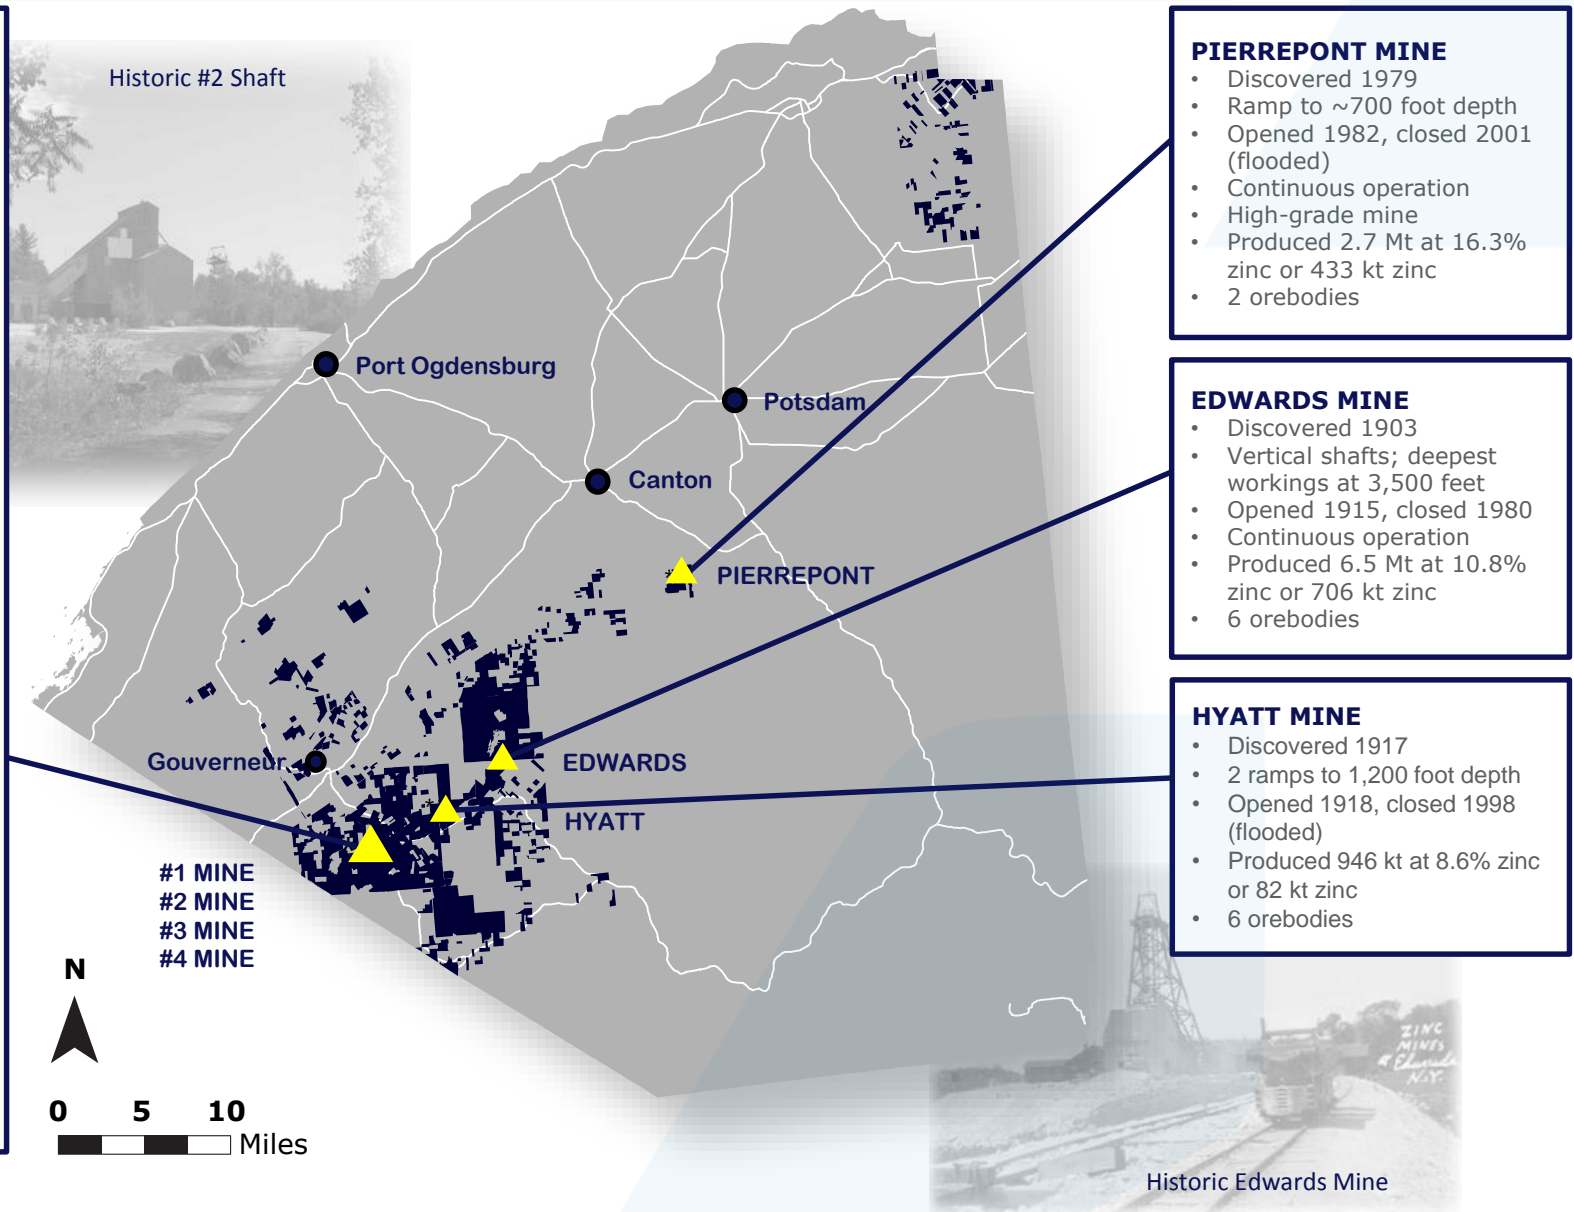 Historic #2 Shaft
Port Ogdensburg
Potsdam
Canton
PIERREPONT
Gouverneur
EDWARDS
HYATT
#1 MINE
#2 MINE
#3 MINE
#4 MINE
N
0 5 10
Miles
PIERREPONT MINE
• Discovered 1979
• Ramp to ~700 foot depth
• Opened 1982, closed 2001
(flooded)
• Continuous operation
• High-grade mine
• Produced 2.7 Mt at 16.3%
zinc or 433 kt zinc
• 2 orebodies
EDWARDS MINE
• Discovered 1903
• Vertical shafts; deepest
workings at 3,500 feet
• Opened 1915, closed 1980
• Continuous operation
• Produced 6.5 Mt at 10.8%
zinc or 706 kt zinc
• 6 orebodies
HYATT MINE
• Discovered 1917
• 2 ramps to 1,200 foot depth
• Opened 1918, closed 1998
(flooded)
• Produced 946 kt at 8.6% zinc
or 82 kt zinc
• 6 orebodies
ZINC
MINES
at Edwards
N.Y.
Historic Edwards Mine